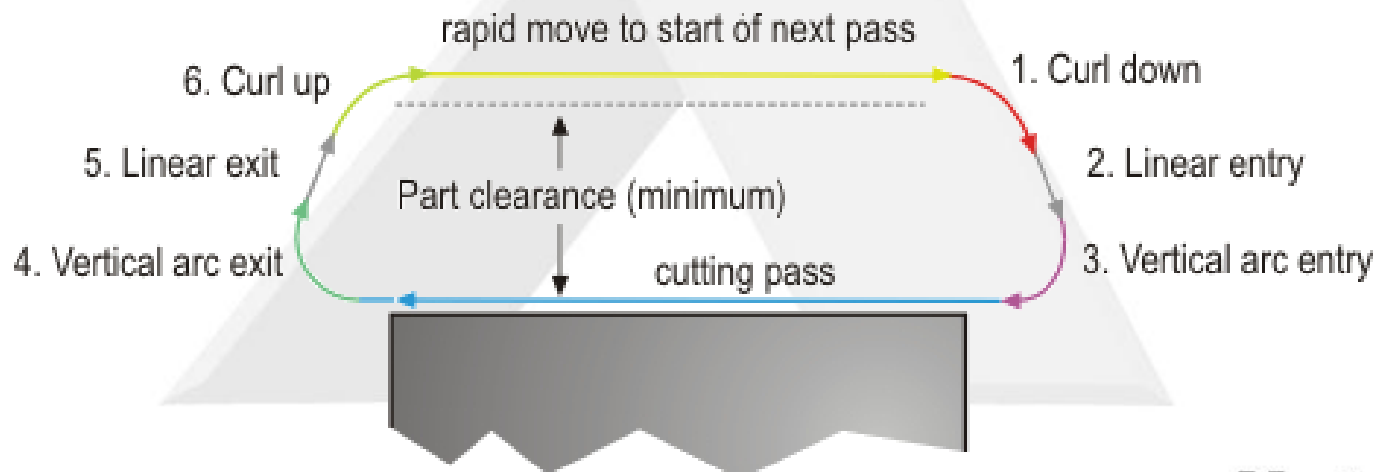 rapid move to start of next pass
6. Curl up
1. Curl down
5. Linear exit
2. Linear entry
Part clearance (minimum)
4. Vertical arc exit
cutting pass
3. Vertical arc entry